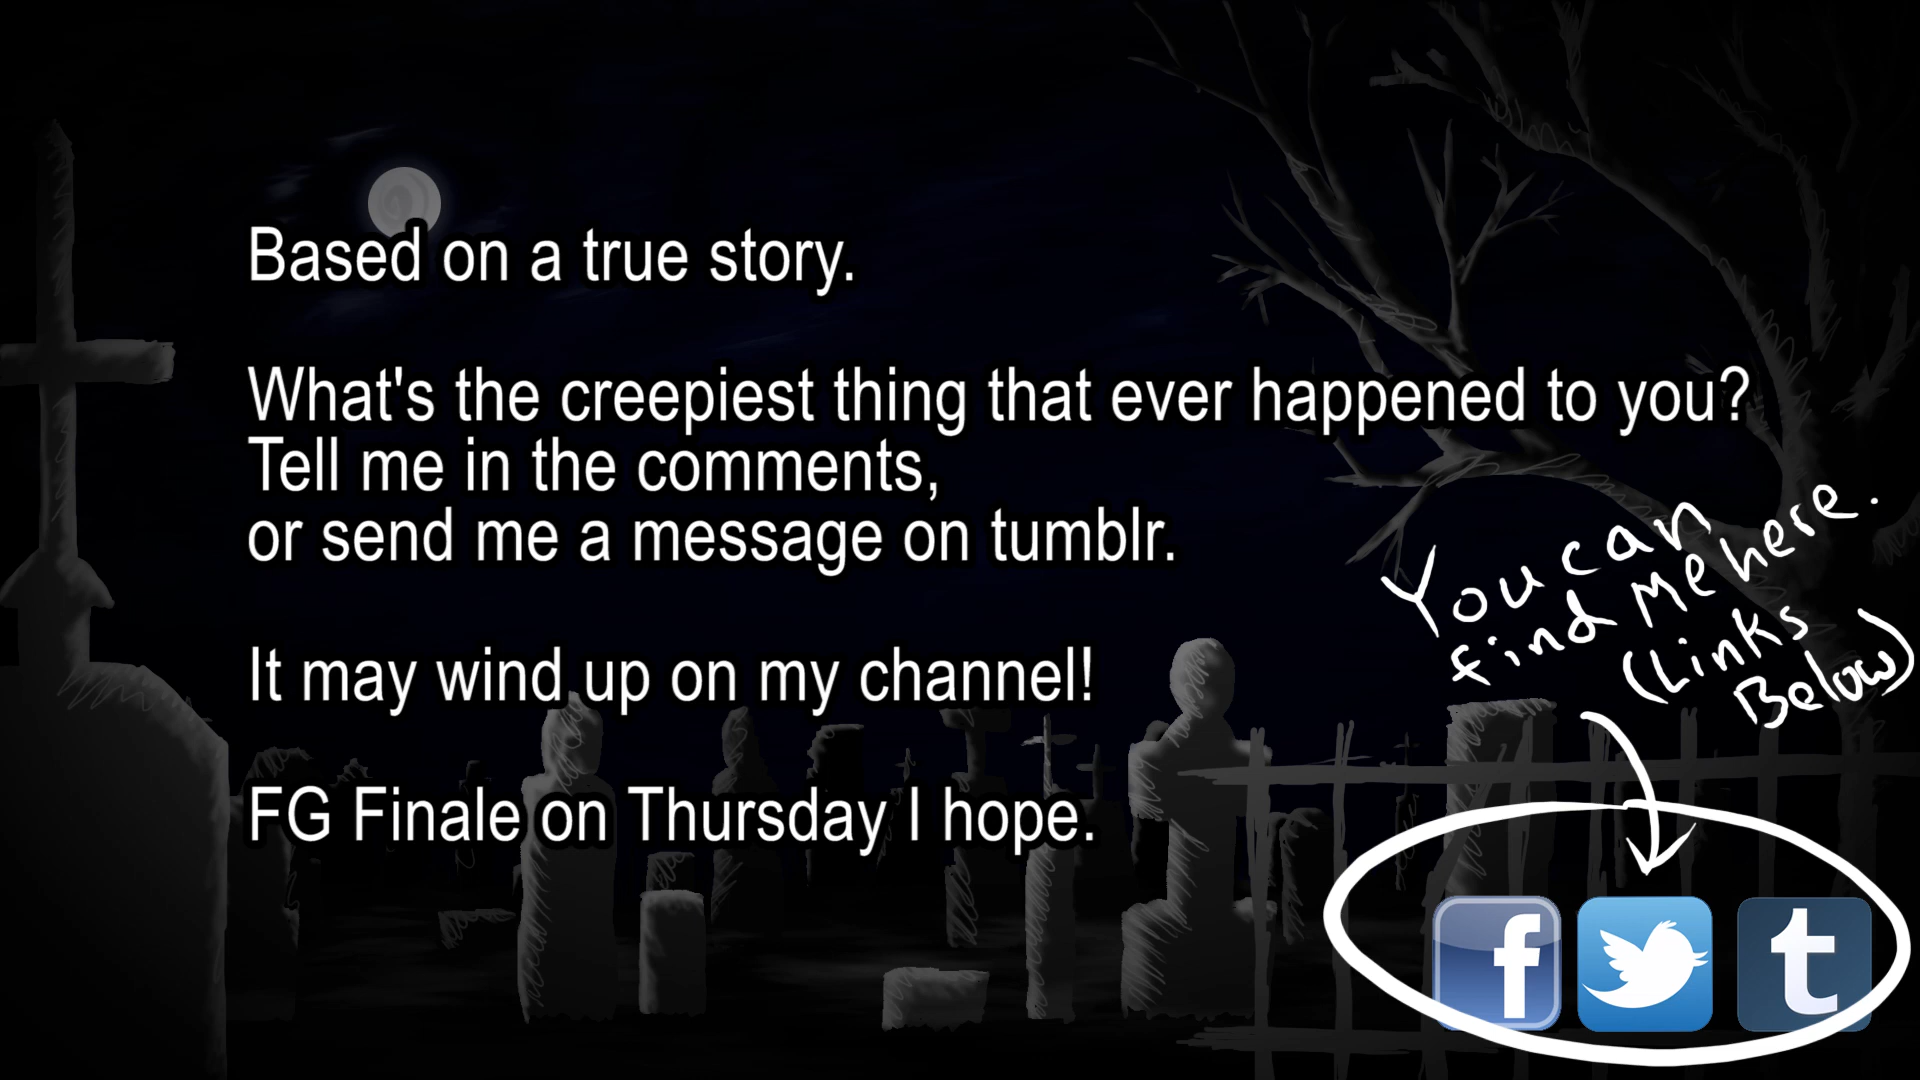 Based on a true story.
What's the creepiest thing that ever happened to you?
Tell me in the comments,
or send me a message on tumblr.
It may wind up on my channel!
FG Finale on Thursday I hope.
You can
find me here.
(Links
Below)
f
t